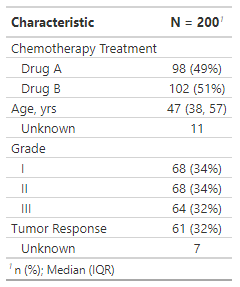 Characteristic N = 200¹
Chemotherapy Treatment
Drug A 98 (49%)
Drug B 102 (51%)
Age, yrs 47 (38, 57)
Unknown 11
Grade
I 68 (34%)
II 68 (34%)
III 64 (32%)
Tumor Response 61 (32%)
Unknown 7
¹ n (%); Median (IQR)